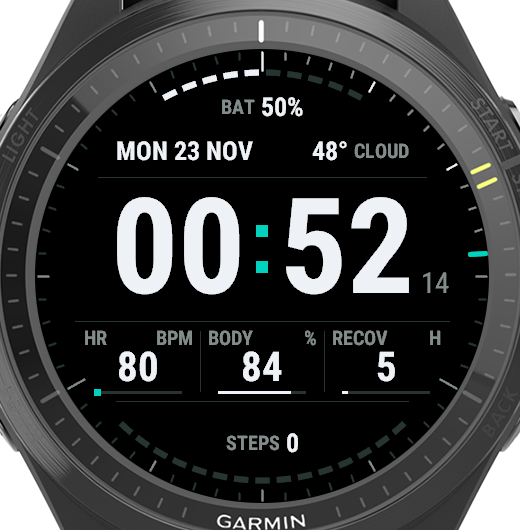 BAT 50%
LIGHT
START
MON 23 NOV 48° CLOUD
00:52 14
HR BPM BODY % RECOV H
80 84 5
BACK
STEPS 0
GARMIN